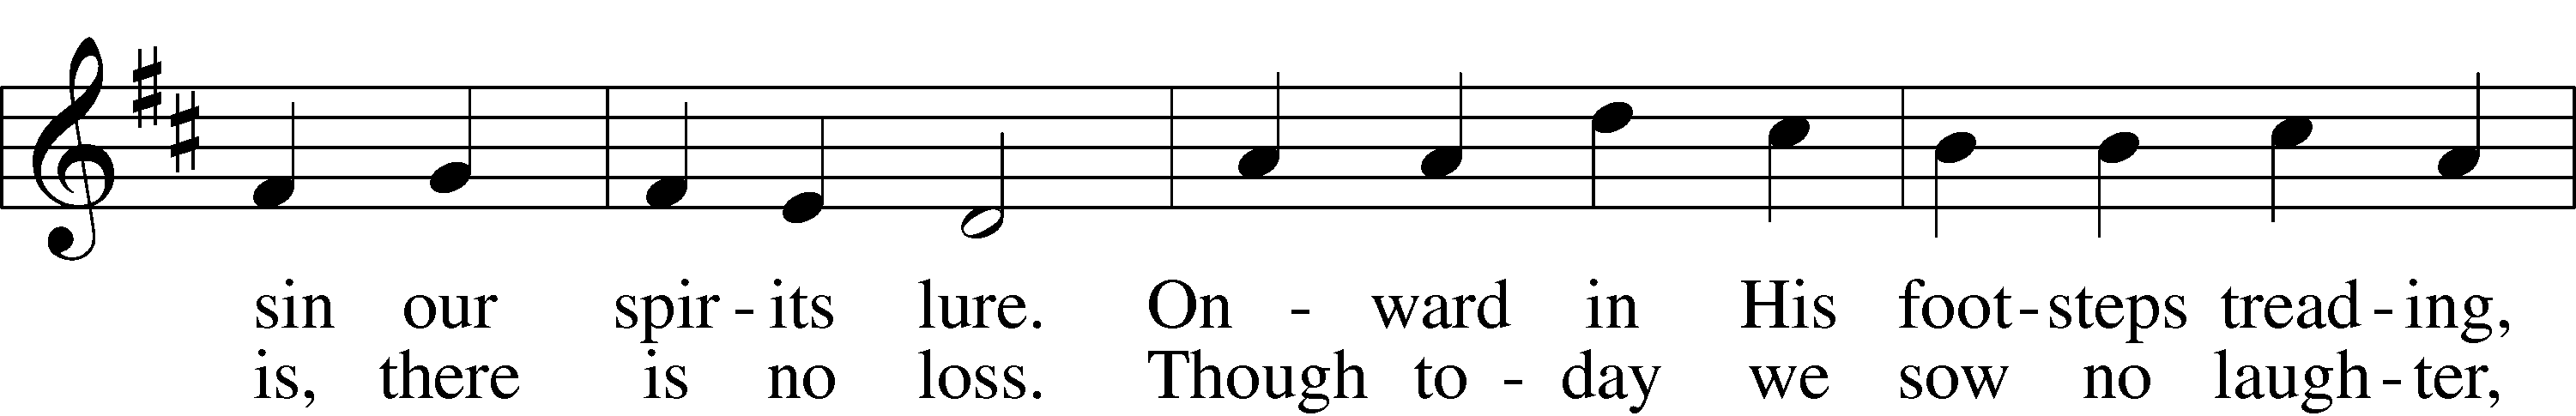 sin our spir - its lure. On - ward in His foot - steps tread - ing,
is, there is no loss. Though to - day we sow no laugh - ter,